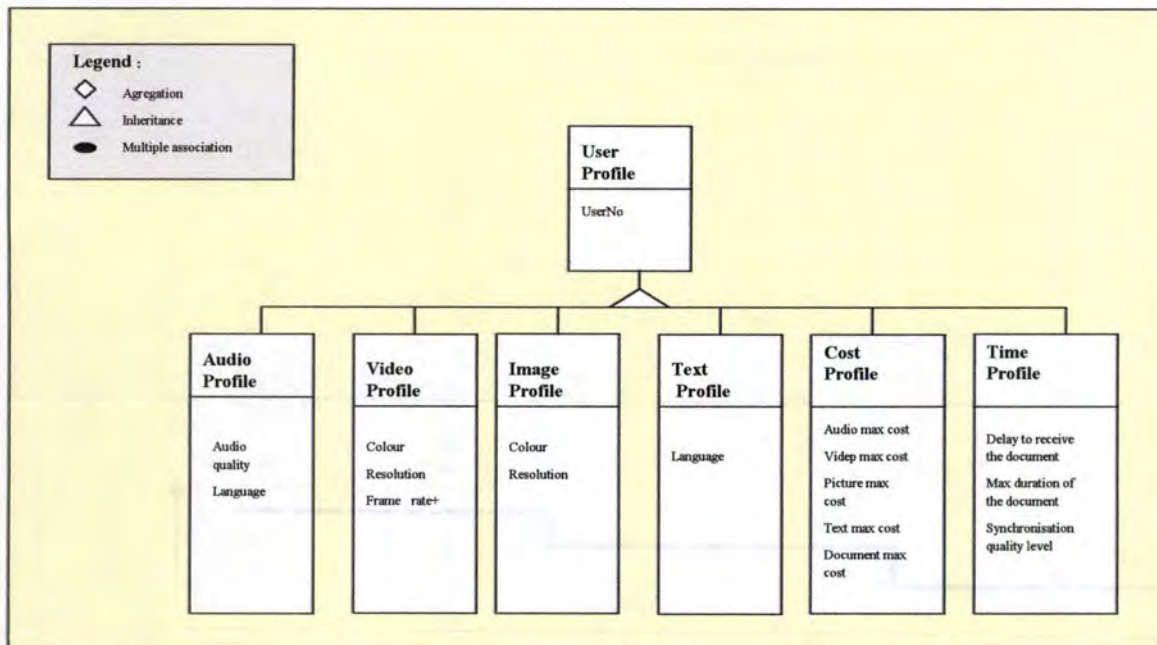 Legend :
Agregation
Inheritance
Multiple association
User
Profile
UserNo
Audio
Profile
Audio
quality
Language
Video
Profile
Colour
Resolution
Frame rate+
Image
Profile
Colour
Resolution
Text
Profile
Language
Cost
Profile
Audio max cost
Videp max cost
Picture max
cost
Text max cost
Document max
cost
Time
Profile
Delay to receive
the document
Max duration of
the document
Synchronisation
quality level